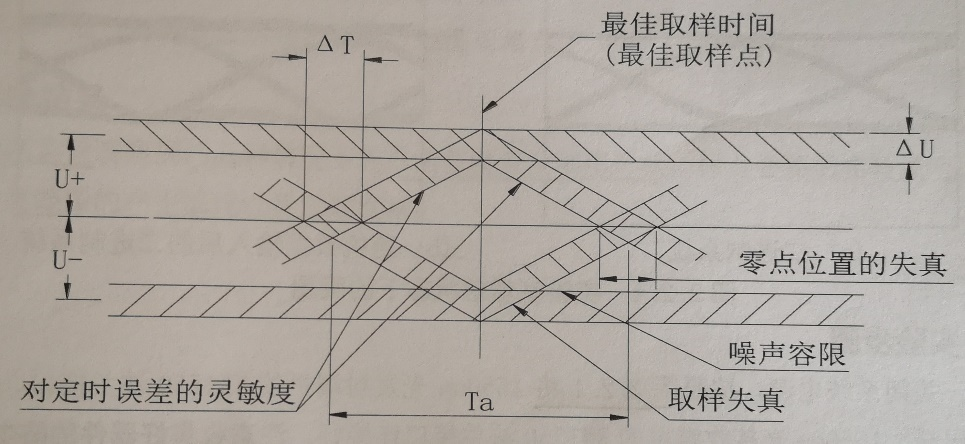 最佳取样时间
(最佳取样点)
ΔT
ΔU
U+
U-
零点位置的失真
噪声容限
对定时误差的灵敏度
Ta
取样失真